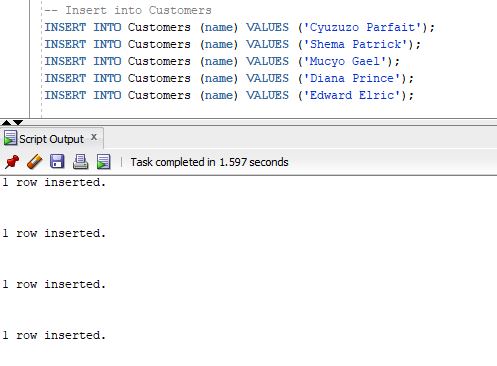 -- Insert into Customers
INSERT INTO Customers (name) VALUES ('Cyuzuzo Parfait');
INSERT INTO Customers (name) VALUES ('Shema Patrick');
INSERT INTO Customers (name) VALUES ('Mucyo Gael');
INSERT INTO Customers (name) VALUES ('Diana Prince');
INSERT INTO Customers (name) VALUES ('Edward Elric');
Script Output x
Task completed in 1.597 seconds
1 row inserted.
1 row inserted.
1 row inserted.
1 row inserted.